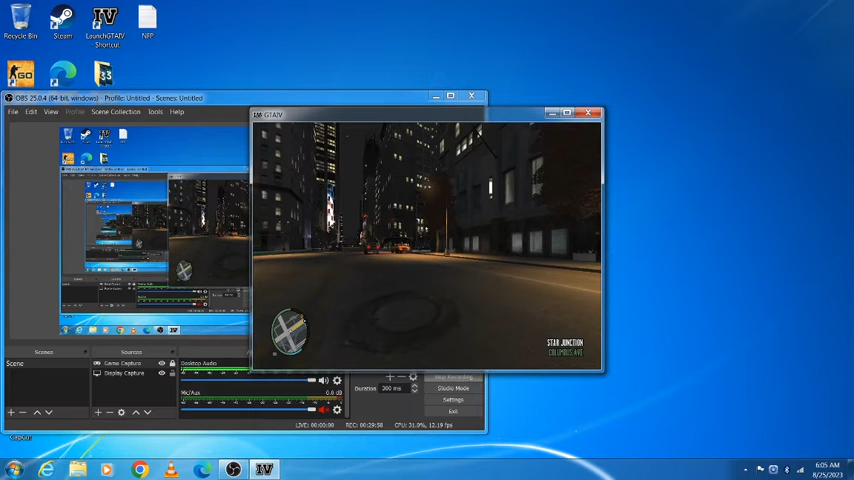 Recycle Bin
Steam
LaunchGTAIV
- Shortcut
NFP
OBS 25.0.4 (64-bit, windows) - Profile: Untitled - Scenes: Untitled
File Edit View Profile Scene Collection Tools Help
GTAIV
STAR JUNCTION
COLUMBUS AVE
Scenes
Sources
Scene
Game Capture
Display Capture
Desktop Audio
Mic/Aux
0.0 dB
Duration 300 ms
Stop Recording
Studio Mode
Settings
Exit
LIVE: 00:00:00 REC: 00:29:58 CPU: 31.0%, 12.19 fps
6:05 AM
8/25/2023